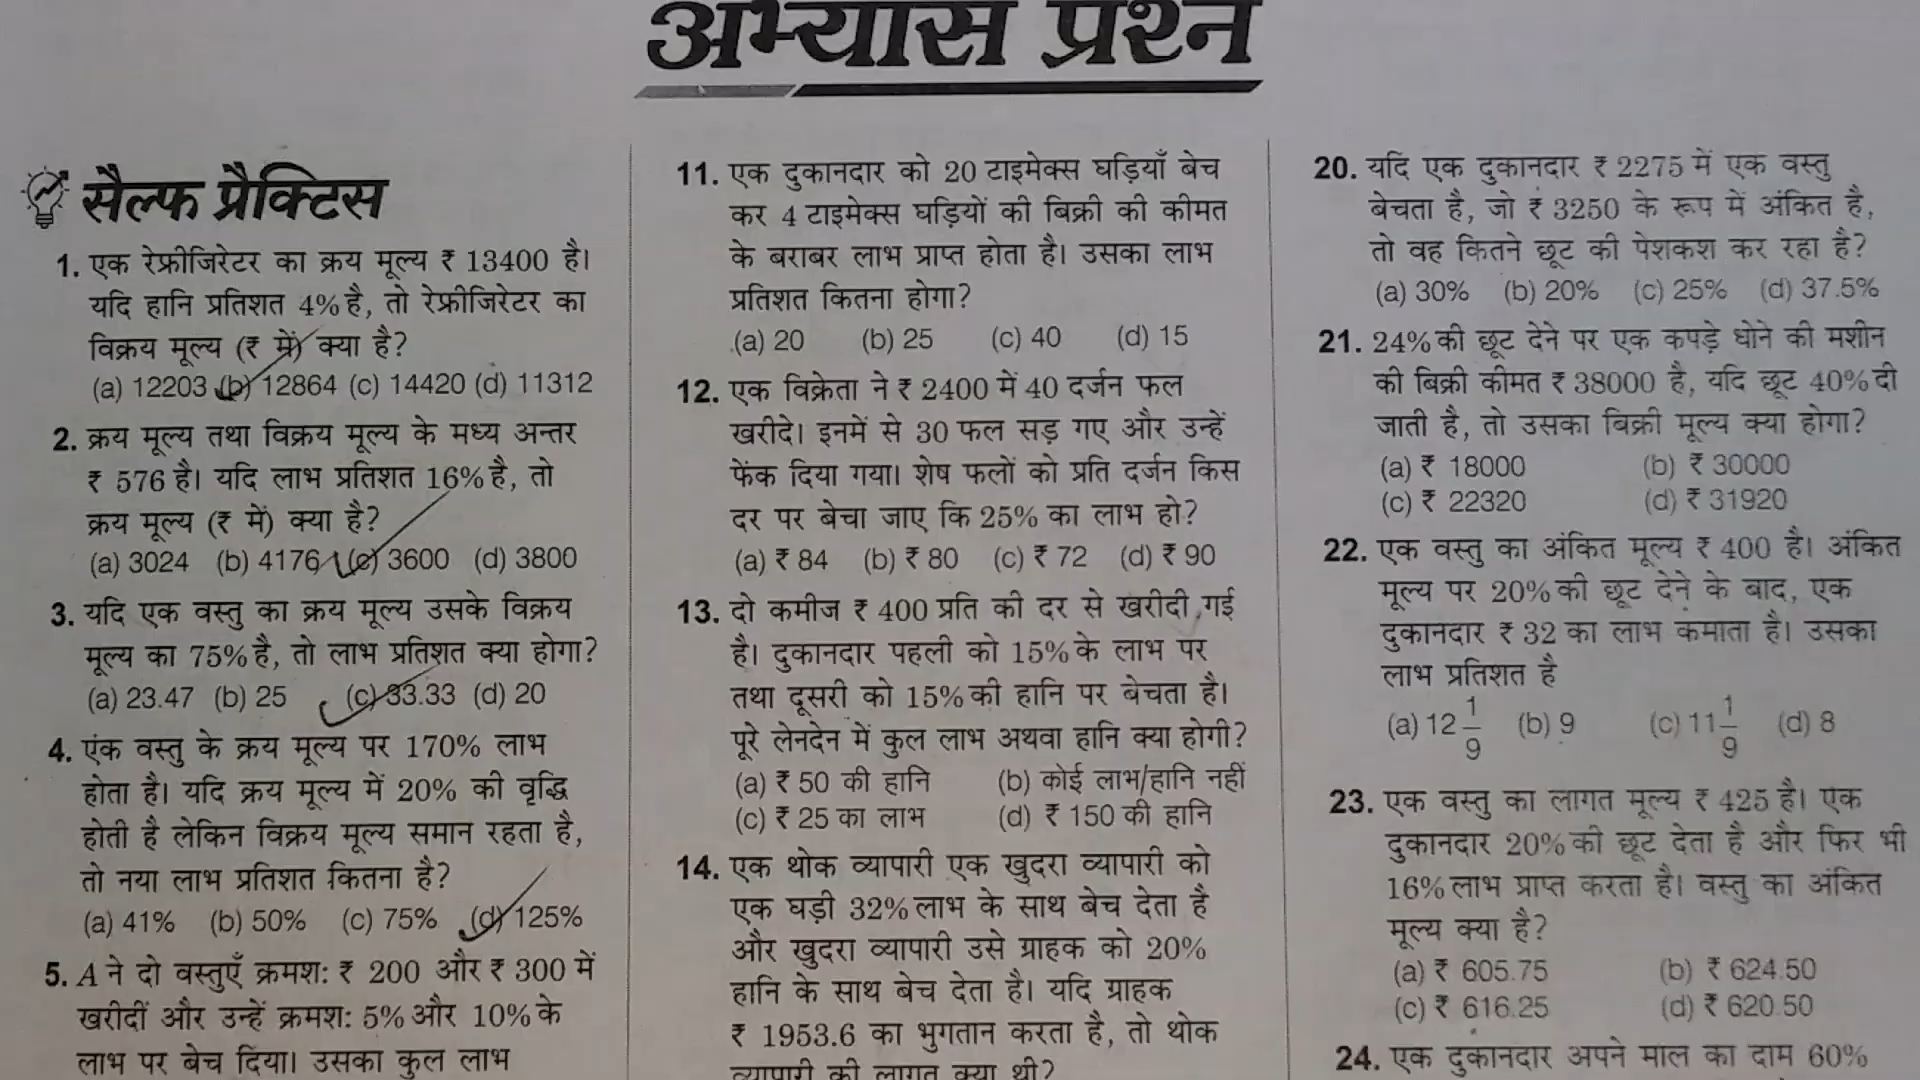 अभ्यास प्रश्न
सैल्फ प्रैक्टिस
1. एक रेफ्रीजिरेटर का क्रय मूल्य ₹ 13400 है।
यदि हानि प्रतिशत 4% है, तो रेफ्रीजिरेटर का
विक्रय मूल्य (₹ में) क्या है?
(a) 12203 (b) 12864 (c) 14420 (d) 11312
2. क्रय मूल्य तथा विक्रय मूल्य के मध्य अन्तर
₹ 576 है। यदि लाभ प्रतिशत 16% है, तो
क्रय मूल्य (₹ में) क्या है?
(a) 3024 (b) 4176 (c) 3600 (d) 3800
3. यदि एक वस्तु का क्रय मूल्य उसके विक्रय
मूल्य का 75% है, तो लाभ प्रतिशत क्या होगा?
(a) 23.47 (b) 25 (c) 33.33 (d) 20
4. एक वस्तु के क्रय मूल्य पर 170% लाभ
होता है। यदि क्रय मूल्य में 20% की वृद्धि
होती है लेकिन विक्रय मूल्य समान रहता है,
तो नया लाभ प्रतिशत कितना है?
(a) 41% (b) 50% (c) 75% (d) 125%
5. A ने दो वस्तुएँ क्रमश: ₹ 200 और ₹ 300 में
खरीदीं और उन्हें क्रमश: 5% और 10% के
लाभ पर बेच दिया। उसका कुल लाभ
11. एक दुकानदार को 20 टाइमेक्स घड़ियाँ बेच
कर 4 टाइमेक्स घड़ियों की बिक्री की कीमत
के बराबर लाभ प्राप्त होता है। उसका लाभ
प्रतिशत कितना होगा?
(a) 20 (b) 25 (c) 40 (d) 15
12. एक विक्रेता ने ₹ 2400 में 40 दर्जन फल
खरीदे। इनमें से 30 फल सड़ गए और उन्हें
फेंक दिया गया। शेष फलों को प्रति दर्जन किस
दर पर बेचा जाए कि 25% का लाभ हो?
(a) ₹ 84 (b) ₹ 80 (c) ₹ 72 (d) ₹ 90
13. दो कमीज ₹ 400 प्रति की दर से खरीदी गई
है। दुकानदार पहली को 15% के लाभ पर
तथा दूसरी को 15% की हानि पर बेचता है।
पूरे लेनदेन में कुल लाभ अथवा हानि क्या होगी?
(a) ₹ 50 की हानि (b) कोई लाभ/हानि नहीं
(c) ₹ 25 का लाभ (d) ₹ 150 की हानि
14. एक थोक व्यापारी एक खुदरा व्यापारी को
एक घड़ी 32% लाभ के साथ बेच देता है
और खुदरा व्यापारी उसे ग्राहक को 20%
हानि के साथ बेच देता है। यदि ग्राहक
₹ 1953.6 का भुगतान करता है, तो थोक
व्यापारी की लागत क्या थी?
20. यदि एक दुकानदार ₹ 2275 में एक वस्तु
बेचता है, जो ₹ 3250 के रूप में अंकित है,
तो वह कितने छूट की पेशकश कर रहा है?
(a) 30% (b) 20% (c) 25% (d) 37.5%
21. 24% की छूट देने पर एक कपड़े धोने की मशीन
की बिक्री कीमत ₹ 38000 है, यदि छूट 40% दी
जाती है, तो उसका बिक्री मूल्य क्या होगा?
(a) ₹ 18000 (b) ₹ 30000
(c) ₹ 22320 (d) ₹ 31920
22. एक वस्तु का अंकित मूल्य ₹ 400 है। अंकित
मूल्य पर 20% की छूट देने के बाद, एक
दुकानदार ₹ 32 का लाभ कमाता है। उसका
लाभ प्रतिशत है
(a) 12 1/9 (b) 9 (c) 11 1/9 (d) 8
23. एक वस्तु का लागत मूल्य ₹ 425 है। एक
दुकानदार 20% की छूट देता है और फिर भी
16% लाभ प्राप्त करता है। वस्तु का अंकित
मूल्य क्या है?
(a) ₹ 605.75 (b) ₹ 624.50
(c) ₹ 616.25 (d) ₹ 620.50
24. एक दुकानदार अपने माल का दाम 60%